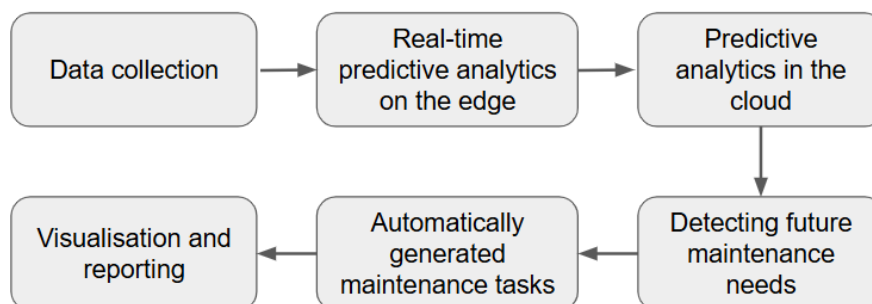 Data collection
Real-time
predictive analytics
on the edge
Predictive
analytics in the
cloud
Detecting future
maintenance
needs
Automatically
generated
maintenance tasks
Visualisation and
reporting